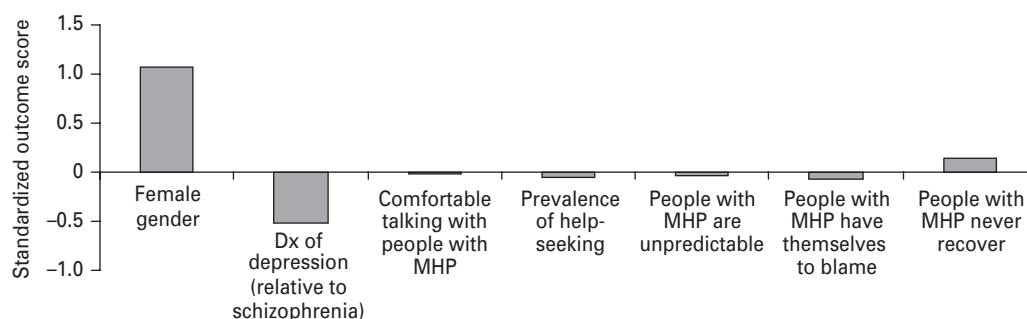 Standardized outcome score
1.5
1.0
0.5
0
–0.5
–1.0
Female
gender
Dx of
depression
(relative to
schizophrenia)
Comfortable
talking with
people with
MHP
Prevalence
of help-
seeking
People with
MHP are
unpredictable
People with
MHP have
themselves
to blame
People with
MHP never
recover